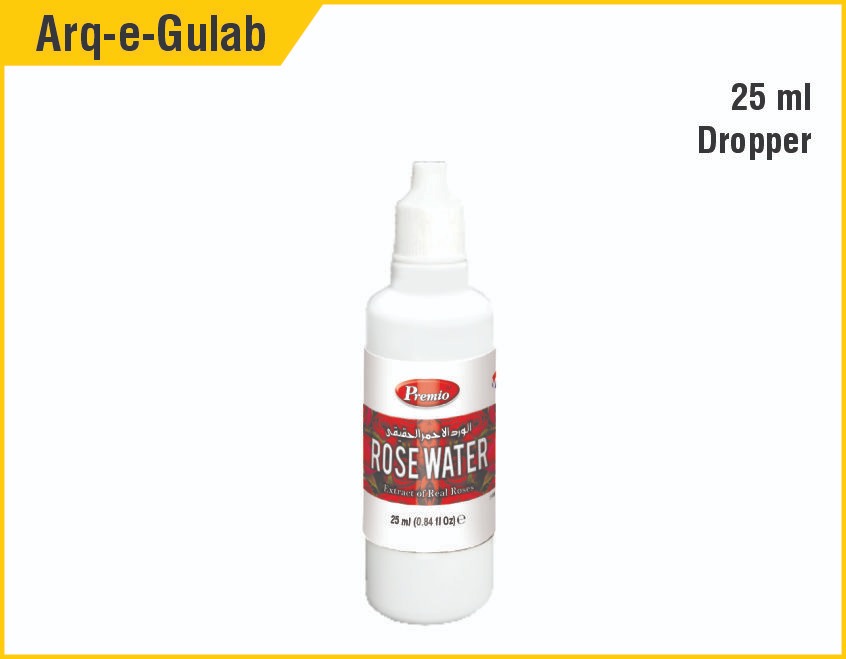 Arq-e-Gulab
25 ml
Dropper
Premio
الورد الاحمر الحقيقي
ROSE WATER
Extract of Real Roses
25 ml (0.84 fl Oz) ℮